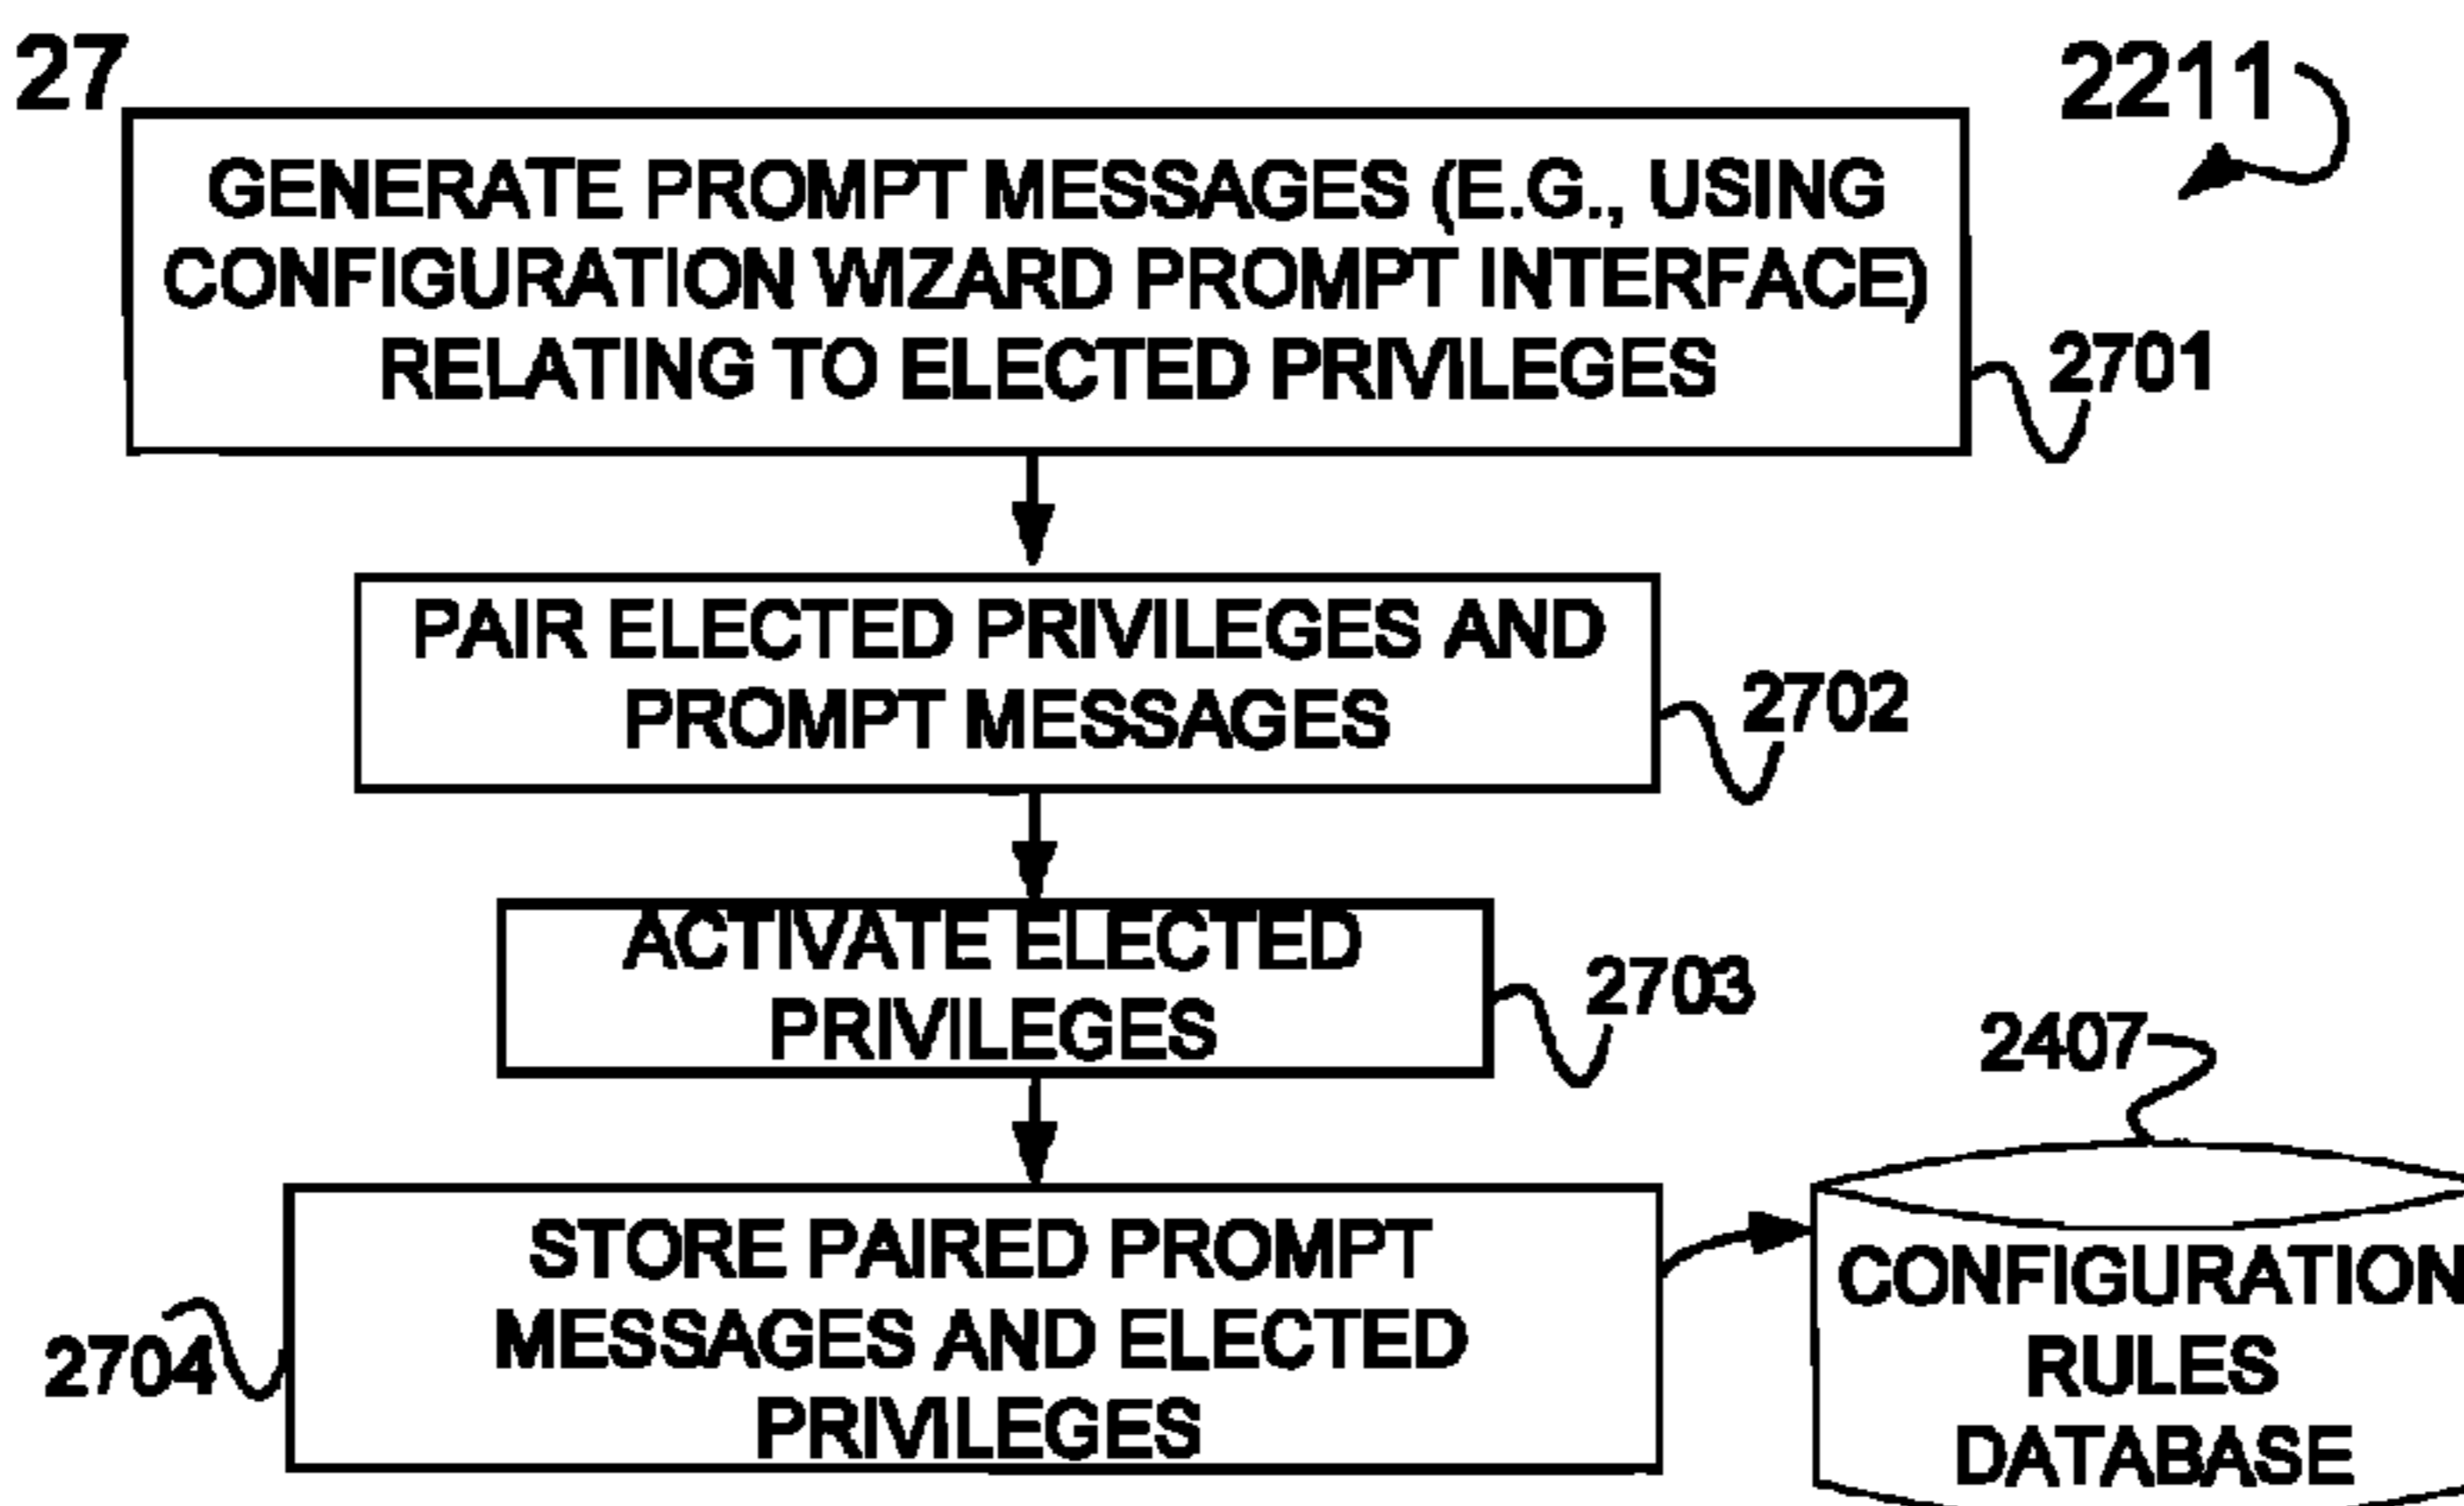 27
2211
GENERATE PROMPT MESSAGES (E.G., USING
CONFIGURATION WIZARD PROMPT INTERFACE)
RELATING TO ELECTED PRIVILEGES
2701
PAIR ELECTED PRIVILEGES AND
PROMPT MESSAGES
2702
ACTIVATE ELECTED
PRIVILEGES
2703
2407
STORE PAIRED PROMPT
MESSAGES AND ELECTED
PRIVILEGES
2704
CONFIGURATION
RULES
DATABASE